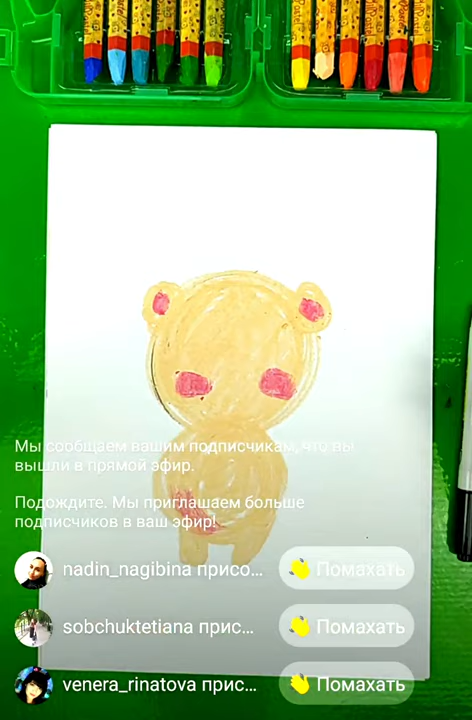 Мы сообщаем вашим подписчикам, что вы
вышли в прямой эфир.
Подождите. Мы приглашаем больше
подписчиков в ваш эфир!
nadin_nagibina присо... Помахать
sobchuktetiana прис... Помахать
venera_rinatova прис... Помахать